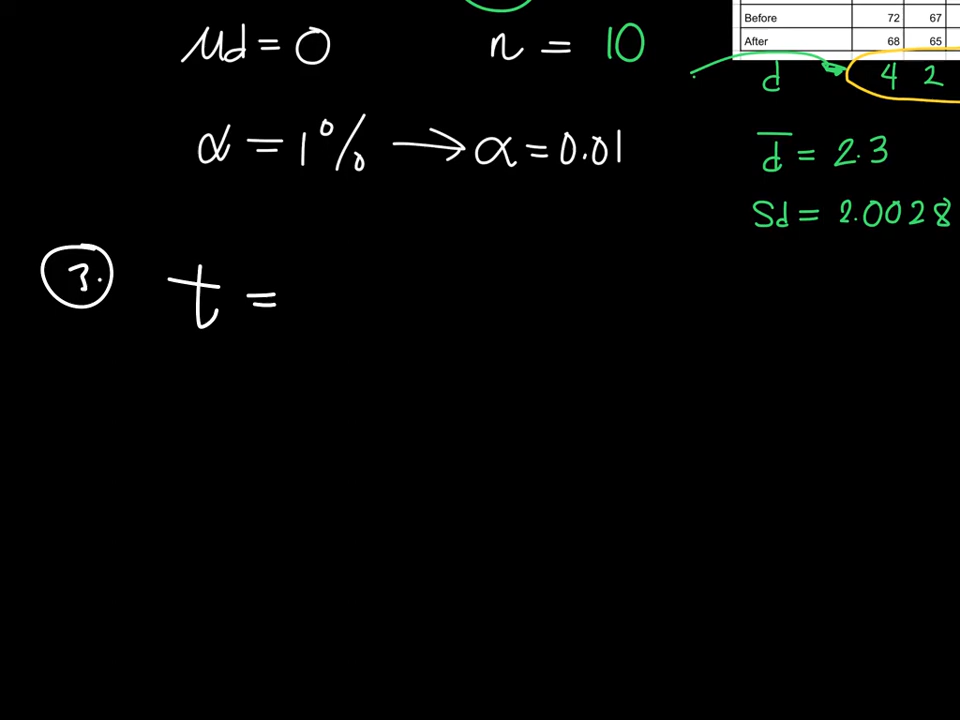 Before 72 67
After 68 65
μd = 0 n = 10
d 4 2
α = 1% → α = 0.01
d̅ = 2.3
Sd = 2.0028
3. t =